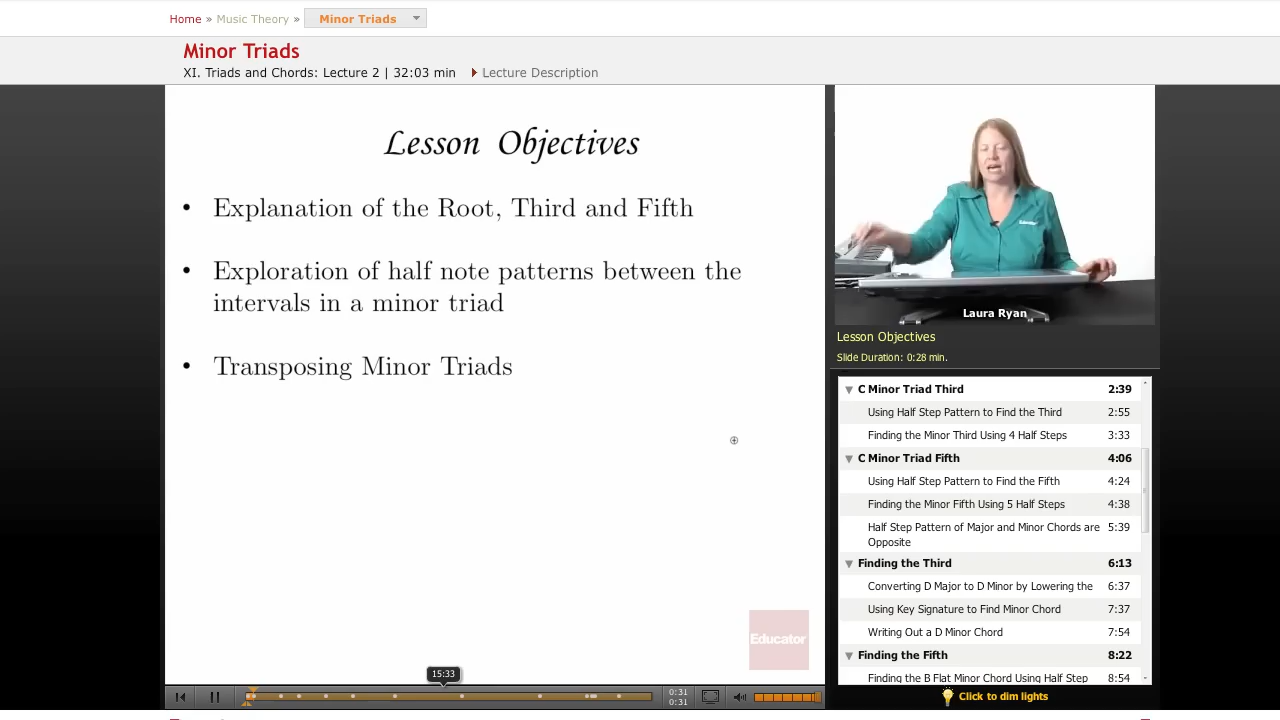 Home » Music Theory » Minor Triads
Minor Triads
XI. Triads and Chords: Lecture 2 | 32:03 min Lecture Description
Lesson Objectives
• Explanation of the Root, Third and Fifth
• Exploration of half note patterns between the
intervals in a minor triad
• Transposing Minor Triads
Educator
15:33
0:31
0:31
Laura Ryan
Lesson Objectives
Slide Duration: 0:28 min.
C Minor Triad Third 2:39
Using Half Step Pattern to Find the Third 2:55
Finding the Minor Third Using 4 Half Steps 3:33
C Minor Triad Fifth 4:06
Using Half Step Pattern to Find the Fifth 4:24
Finding the Minor Fifth Using 5 Half Steps 4:38
Half Step Pattern of Major and Minor Chords are 5:39
Opposite
Finding the Third 6:13
Converting D Major to D Minor by Lowering the 6:37
Using Key Signature to Find Minor Chord 7:37
Writing Out a D Minor Chord 7:54
Finding the Fifth 8:22
Finding the B Flat Minor Chord Using Half Step 8:54
Click to dim lights